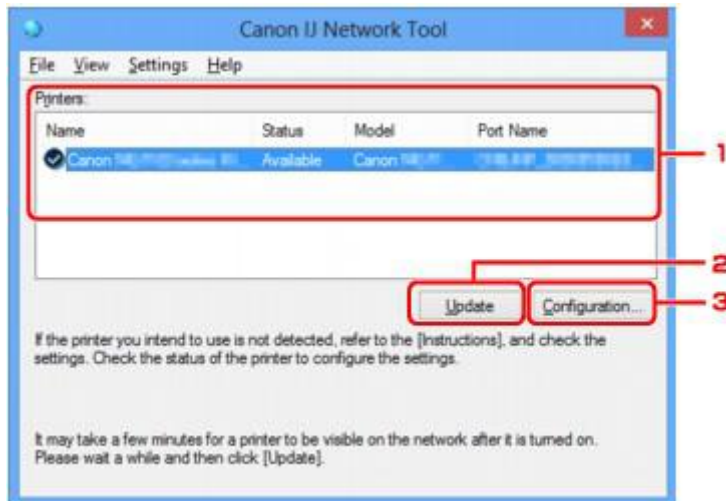 Canon IJ Network Tool
File View Settings Help
Printers:
Name Status Model Port Name
Canon Available Canon
1
2
Update Configuration...
3
If the printer you intend to use is not detected, refer to the [Instructions], and check the
settings. Check the status of the printer to configure the settings.
It may take a few minutes for a printer to be visible on the network after it is turned on.
Please wait a while and then click [Update].